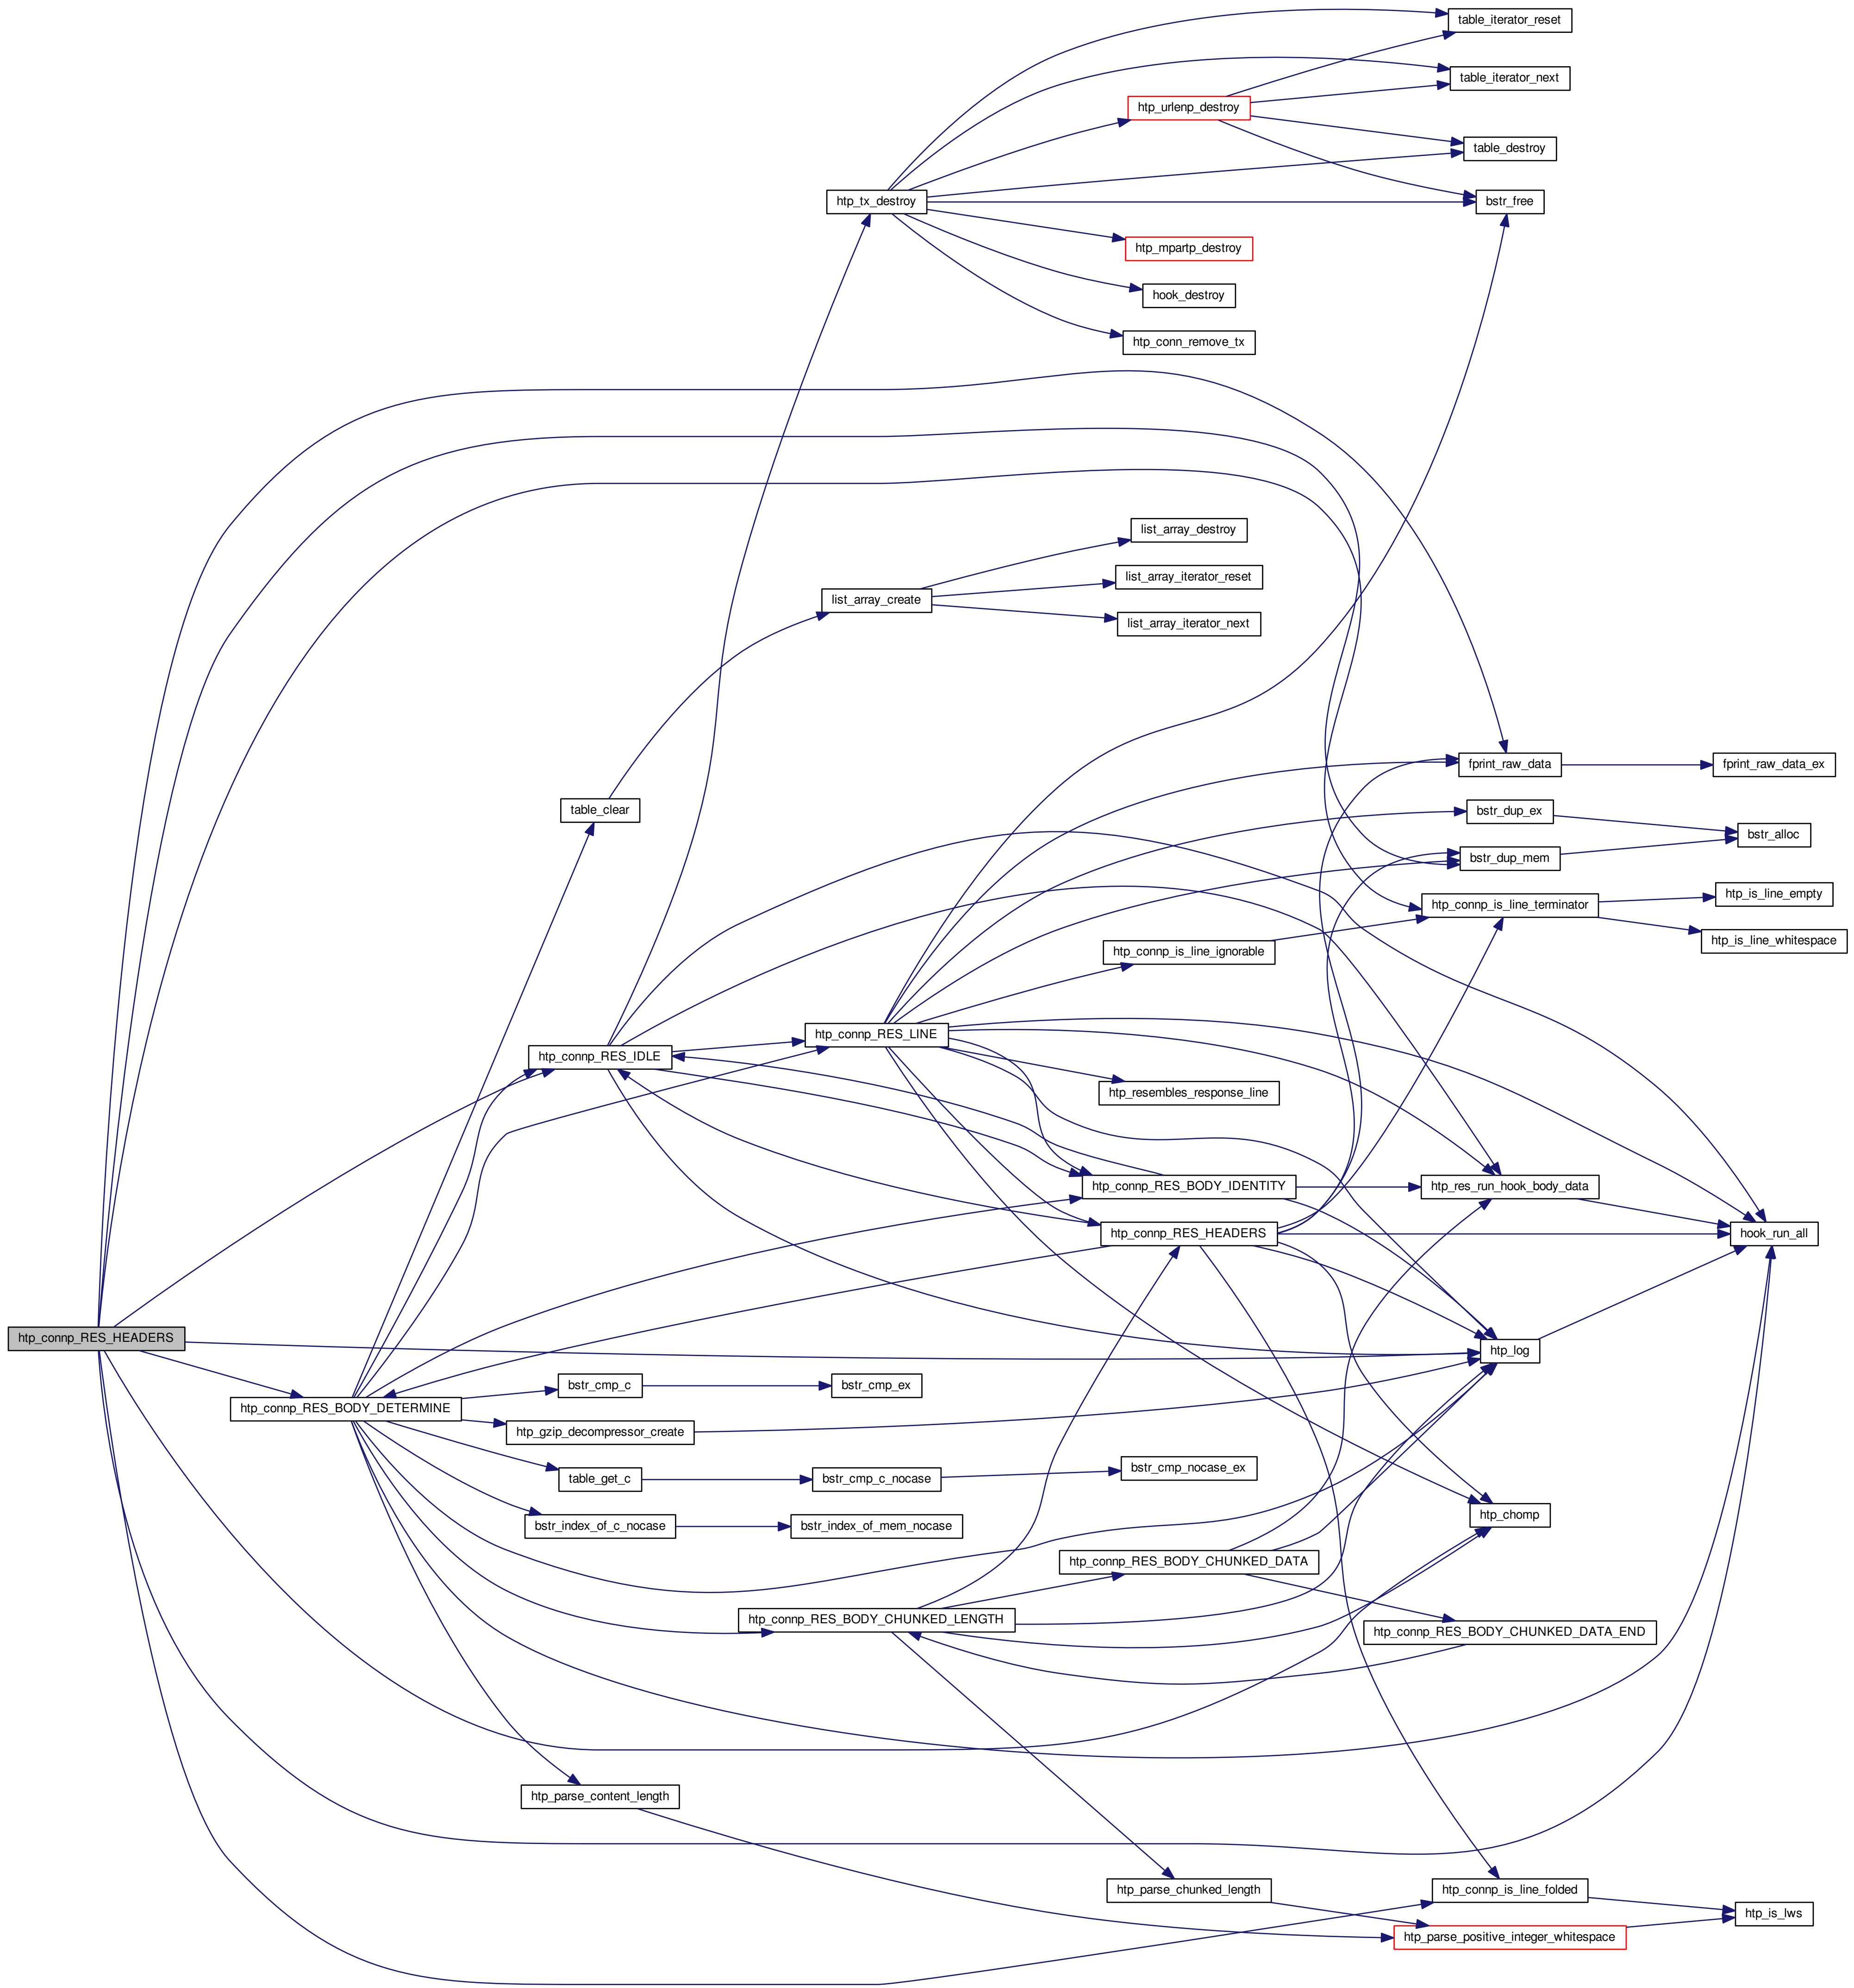 table_iterator_reset
table_iterator_next
htp_urlenp_destroy
table_destroy
htp_tx_destroy
bstr_free
htp_mpartp_destroy
hook_destroy
htp_conn_remove_tx
list_array_destroy
list_array_iterator_reset
list_array_create
list_array_iterator_next
fprint_raw_data
fprint_raw_data_ex
table_clear
bstr_dup_ex
bstr_alloc
bstr_dup_mem
htp_is_line_empty
htp_connp_is_line_terminator
htp_is_line_whitespace
htp_connp_is_line_ignorable
htp_connp_RES_LINE
htp_connp_RES_IDLE
htp_resembles_response_line
htp_connp_RES_BODY_IDENTITY
htp_res_run_hook_body_data
htp_connp_RES_HEADERS
hook_run_all
htp_connp_RES_HEADERS
htp_log
bstr_cmp_c
bstr_cmp_ex
htp_connp_RES_BODY_DETERMINE
htp_gzip_decompressor_create
bstr_cmp_nocase_ex
table_get_c
bstr_cmp_c_nocase
htp_chomp
bstr_index_of_c_nocase
bstr_index_of_mem_nocase
htp_connp_RES_BODY_CHUNKED_DATA
htp_connp_RES_BODY_CHUNKED_LENGTH
htp_connp_RES_BODY_CHUNKED_DATA_END
htp_parse_content_length
htp_parse_chunked_length
htp_connp_is_line_folded
htp_is_lws
htp_parse_positive_integer_whitespace